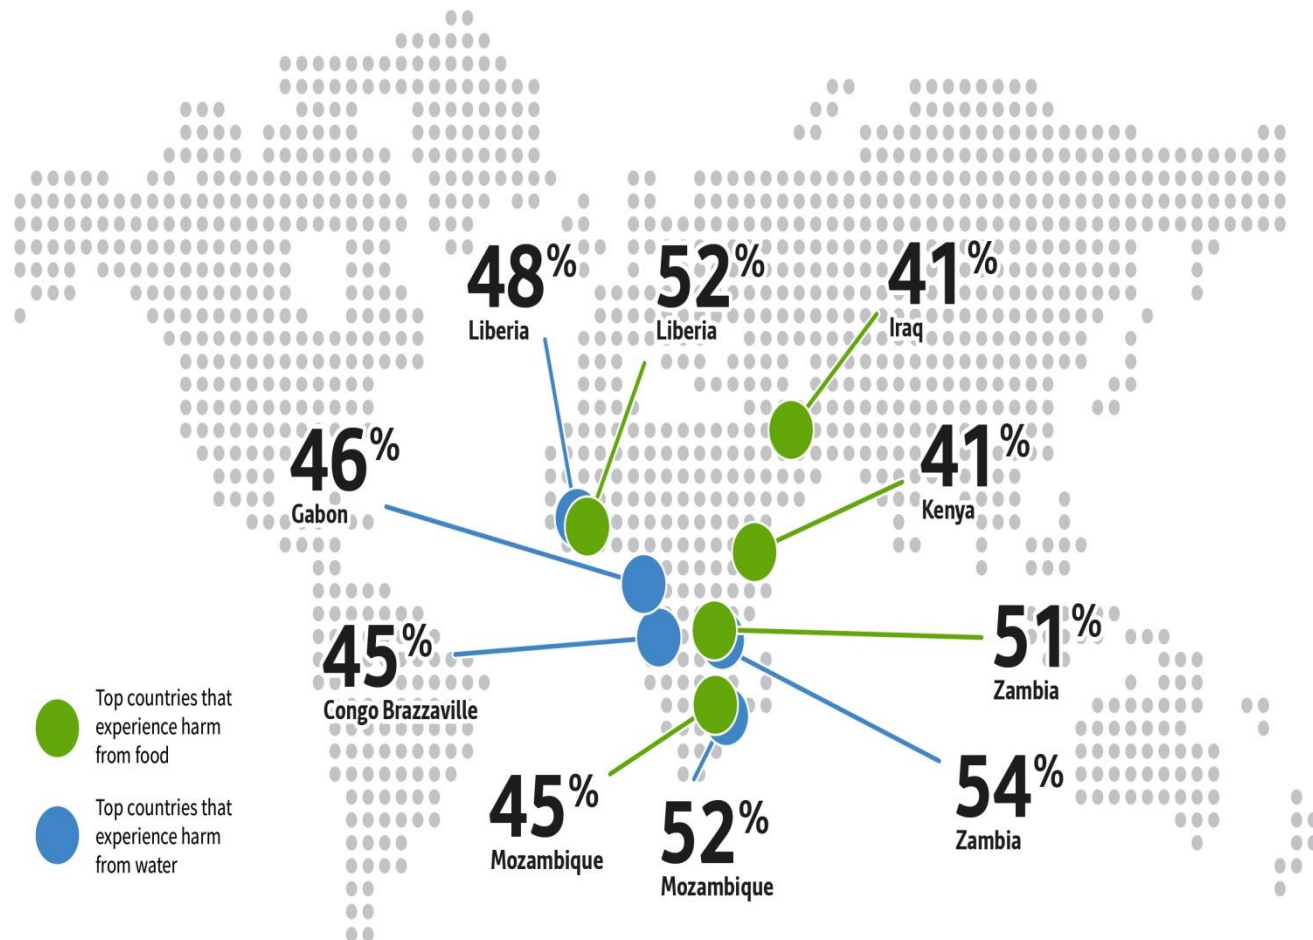 48%
Liberia
52%
Liberia
41%
Iraq
46%
Gabon
41%
Kenya
45%
Congo Brazzaville
51%
Zambia
Top countries that
experience harm
from food
45%
Mozambique
52%
Mozambique
54%
Zambia
Top countries that
experience harm
from water